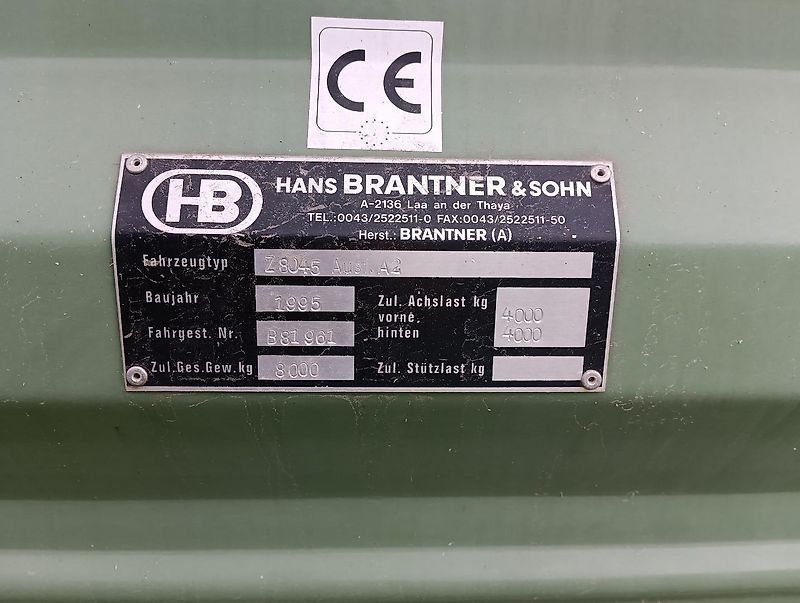 CE
HB
HANS BRANTNER & SOHN
A-2136 Laa an der Thaya
TEL.:0043/2522511-0 FAX:0043/2522511-50
Herst.: BRANTNER (A)
Fahrzeugtyp Z8045 Ausf. A2
Baujahr 1995
Fahrgest. Nr. B81961
Zul.Ges.Gew.kg 8000
Zul. Achslast kg
vorne 4000
hinten 4000
Zul. Stützlast kg